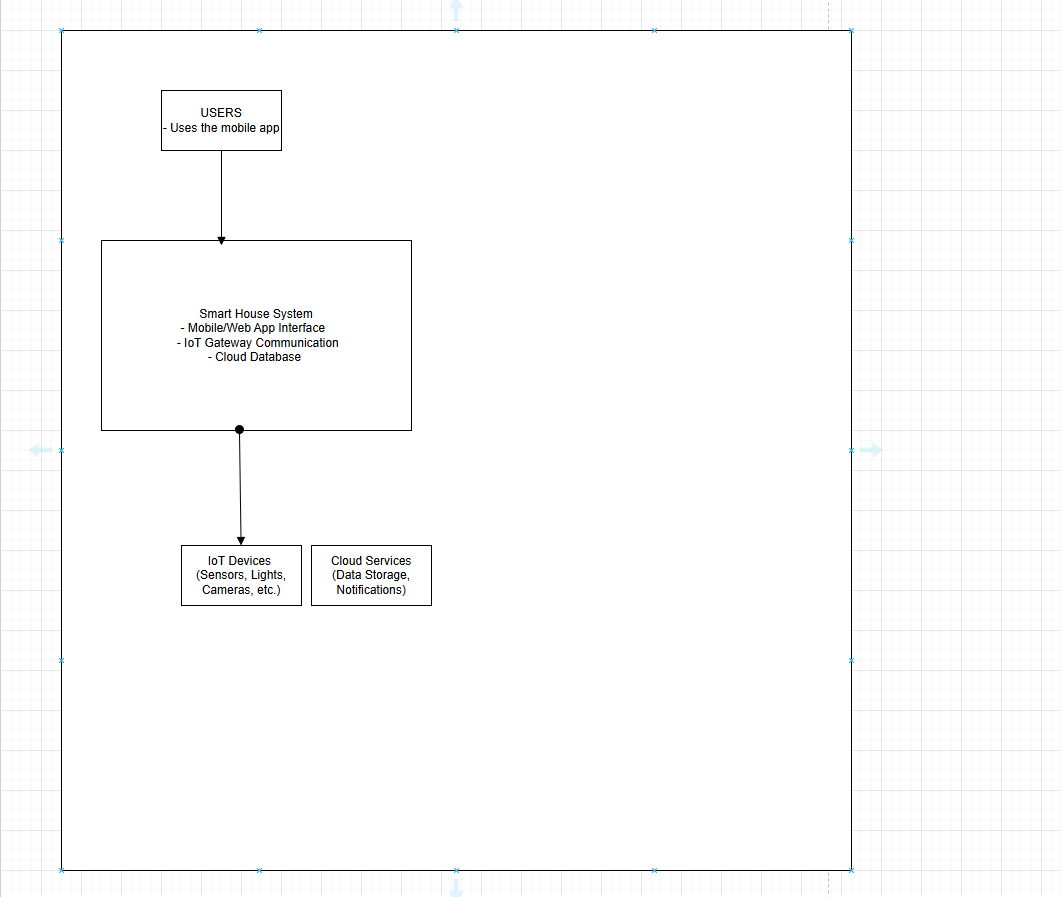 USERS
- Uses the mobile app
Smart House System
- Mobile/Web App Interface
- IoT Gateway Communication
- Cloud Database
IoT Devices
(Sensors, Lights,
Cameras, etc.)
Cloud Services
(Data Storage,
Notifications)